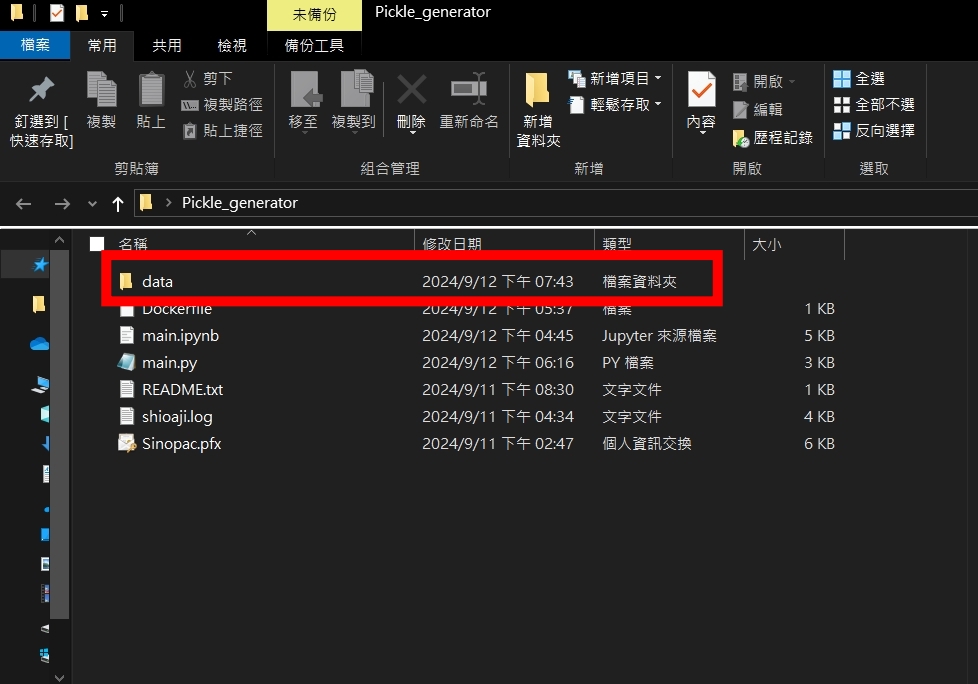 未備份
Pickle_generator
檔案
常用
共用
檢視
備份工具
釘選到 [
快速存取]
複製
貼上
剪下
複製路徑
貼上捷徑
剪貼簿
移至
複製到
刪除
重新命名
組合管理
新增
資料夾
新增項目
輕鬆存取
新增
內容
開啟
編輯
歷程記錄
開啟
全選
全部不選
反向選擇
選取
Pickle_generator
名稱 修改日期 類型 大小
data 2024/9/12 下午 07:43 檔案資料夾
Dockerfile 2024/9/12 下午 05:37 檔案 1 KB
main.ipynb 2024/9/12 下午 04:45 Jupyter 來源檔案 5 KB
main.py 2024/9/12 下午 06:16 PY 檔案 3 KB
README.txt 2024/9/11 下午 08:30 文字文件 1 KB
shioaji.log 2024/9/11 下午 04:34 文字文件 4 KB
Sinopac.pfx 2024/9/11 下午 02:47 個人資訊交換 6 KB